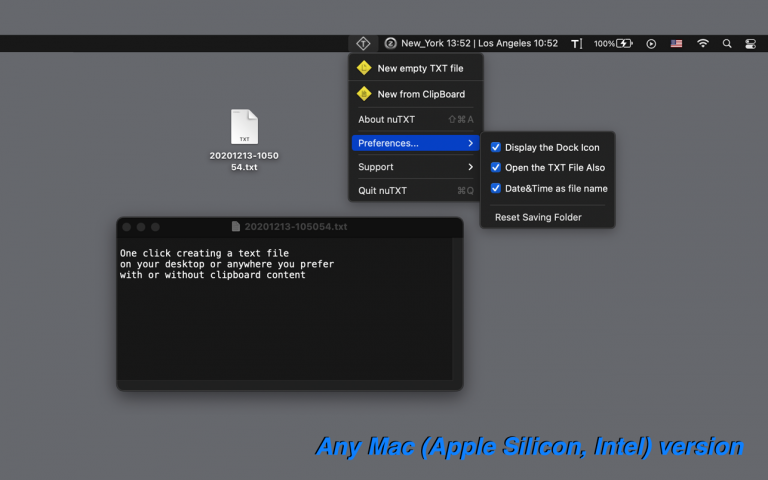 New_York 13:52 | Los Angeles 10:52
100%
New empty TXT file
New from ClipBoard
About nuTXT ⇧⌘A
Preferences...
Support
Quit nuTXT ⌘Q
Display the Dock Icon
Open the TXT File Also
Date&Time as file name
Reset Saving Folder
TXT
20201213-1050
54.txt
20201213-105054.txt
One click creating a text file
on your desktop or anywhere you prefer
with or without clipboard content
Any Mac (Apple Silicon, Intel) version